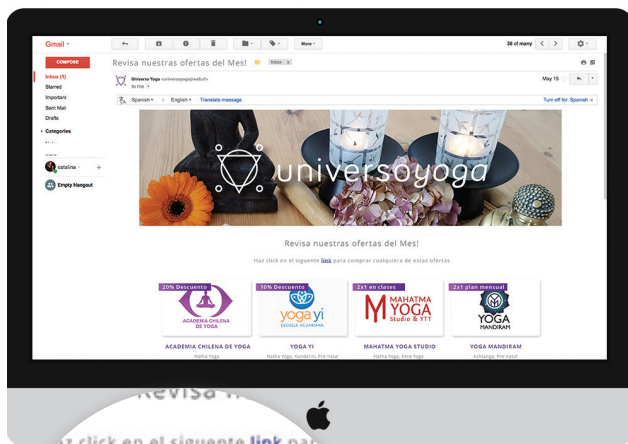 Gmail
More
36 of many
COMPOSE
Revisa nuestras ofertas del Mes!
Inbox x
Inbox (1)
Starred
Important
Sent Mail
Drafts
Categories
catalina
+
Empty Hangout
Universo Yoga
to me
May 15
Spanish > English Translate message
Turn off for: Spanish x
universoyoga
Revisa nuestras ofertas del Mes!
Haz click en el siguente link para comprar cualquiera de estas ofertas
20% Descuento
10% Descuento
2x1 en clases
2x1 plan mensual
ACADEMIA CHILENA
DE YOGA
yoga yi
ESCUELA ACUARIANA
MAHATMA
YOGA
Studio & YTT
YOGA
MANDIRAM
ACADEMIA CHILENA DE YOGA
YOGA YI
MAHATMA YOGA STUDIO
YOGA MANDIRAM
Hatha Yoga
Hatha Yoga, Kundalini, Pre-natal
Hatha Yoga, Aero Yoga
Ashtanga, Pre-natal
Revisa
click en el siguente link